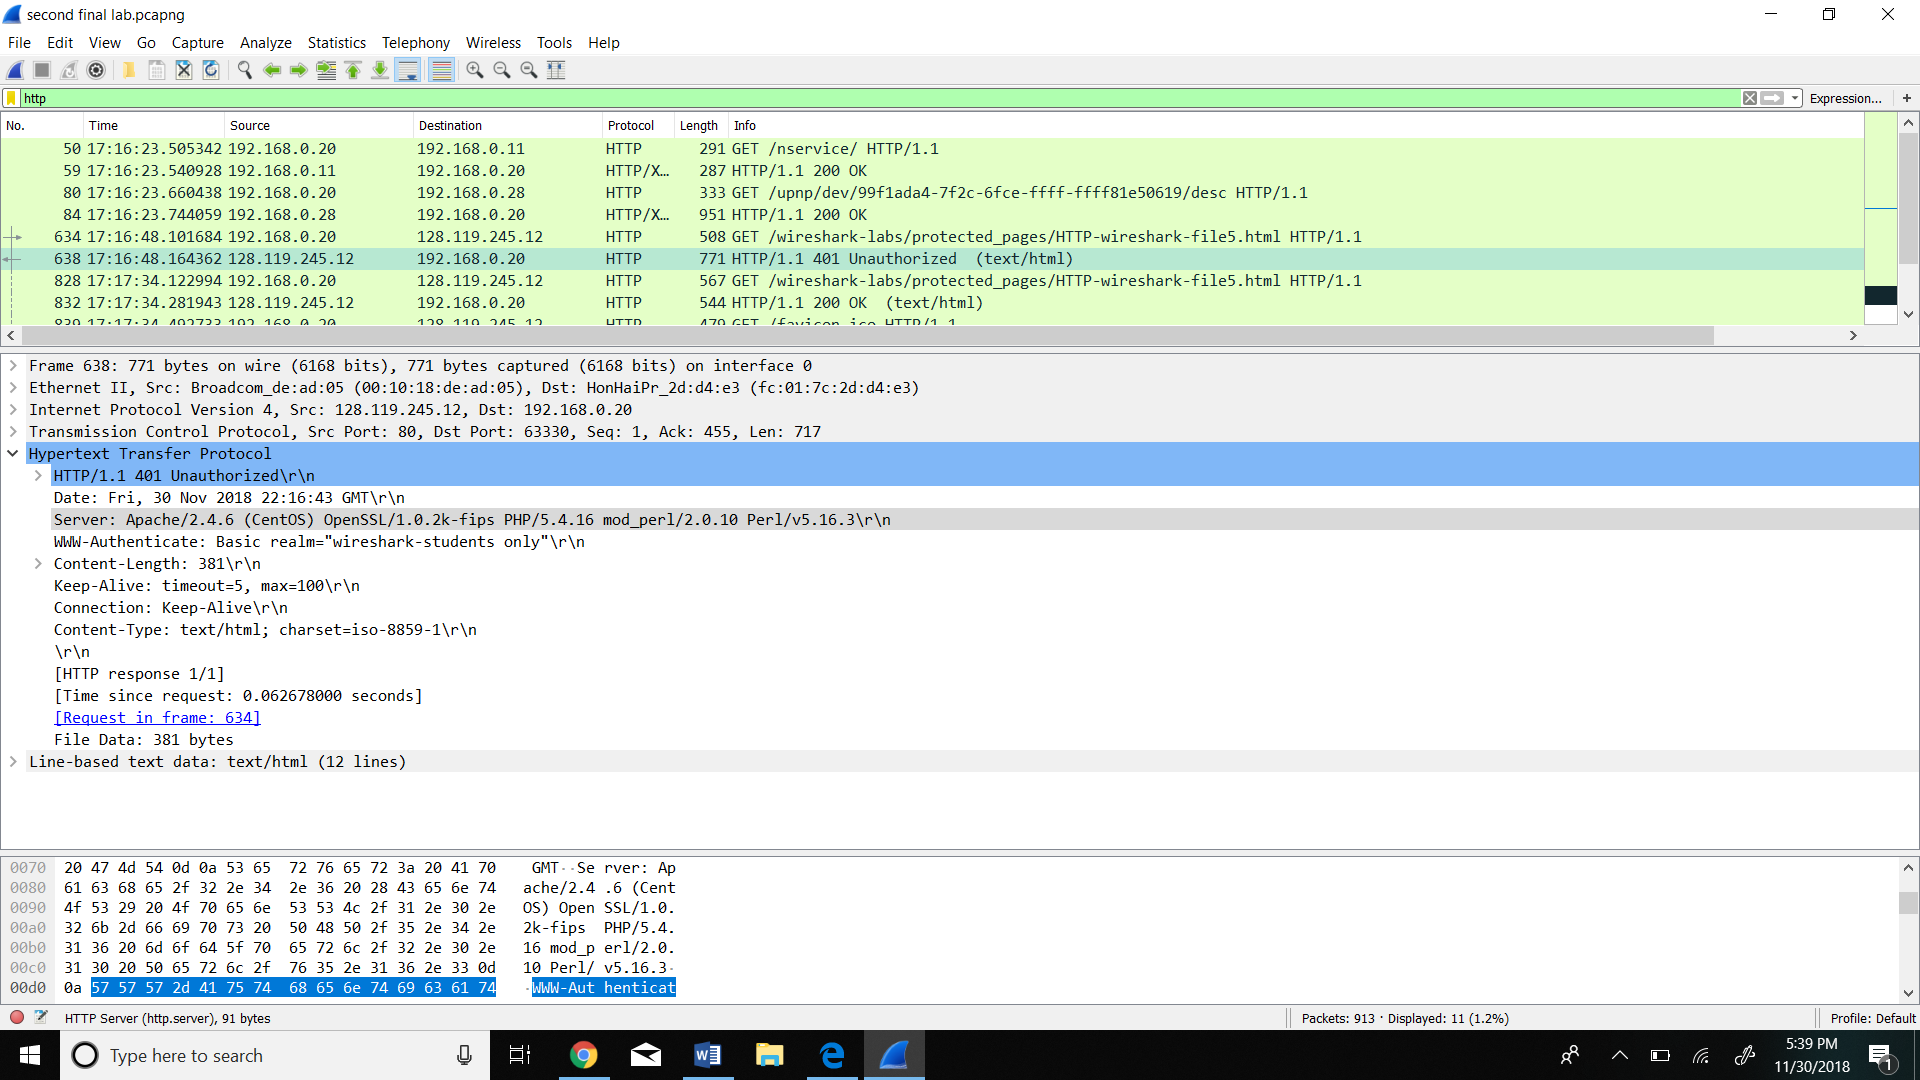 second final lab.pcapng
File Edit View Go Capture Analyze Statistics Telephony Wireless Tools Help
http
Expression... +
No. Time Source Destination Protocol Length Info
50 17:16:23.505342 192.168.0.20 192.168.0.11 HTTP 291 GET /nservice/ HTTP/1.1
59 17:16:23.540928 192.168.0.11 192.168.0.20 HTTP/X... 287 HTTP/1.1 200 OK
80 17:16:23.660438 192.168.0.20 192.168.0.28 HTTP 333 GET /upnp/dev/99f1ada4-7f2c-6fce-ffff-ffff81e50619/desc HTTP/1.1
84 17:16:23.744059 192.168.0.28 192.168.0.20 HTTP/X... 951 HTTP/1.1 200 OK
634 17:16:48.101684 192.168.0.20 128.119.245.12 HTTP 508 GET /wireshark-labs/protected_pages/HTTP-wireshark-file5.html HTTP/1.1
638 17:16:48.164362 128.119.245.12 192.168.0.20 HTTP 771 HTTP/1.1 401 Unauthorized (text/html)
828 17:17:34.122994 192.168.0.20 128.119.245.12 HTTP 567 GET /wireshark-labs/protected_pages/HTTP-wireshark-file5.html HTTP/1.1
832 17:17:34.281943 128.119.245.12 192.168.0.20 HTTP 544 HTTP/1.1 200 OK (text/html)
839 17:17:34.492733 192.168.0.20 128.119.245.12 HTTP 479 GET /favicon.ico HTTP/1.1
Frame 638: 771 bytes on wire (6168 bits), 771 bytes captured (6168 bits) on interface 0
Ethernet II, Src: Broadcom_de:ad:05 (00:10:18:de:ad:05), Dst: HonHaiPr_2d:d4:e3 (fc:01:7c:2d:d4:e3)
Internet Protocol Version 4, Src: 128.119.245.12, Dst: 192.168.0.20
Transmission Control Protocol, Src Port: 80, Dst Port: 63330, Seq: 1, Ack: 455, Len: 717
Hypertext Transfer Protocol
HTTP/1.1 401 Unauthorized\r\n
Date: Fri, 30 Nov 2018 22:16:43 GMT\r\n
Server: Apache/2.4.6 (CentOS) OpenSSL/1.0.2k-fips PHP/5.4.16 mod_perl/2.0.10 Perl/v5.16.3\r\n
WWW-Authenticate: Basic realm="wireshark-students only"\r\n
Content-Length: 381\r\n
Keep-Alive: timeout=5, max=100\r\n
Connection: Keep-Alive\r\n
Content-Type: text/html; charset=iso-8859-1\r\n
\r\n
[HTTP response 1/1]
[Time since request: 0.062678000 seconds]
[Request in frame: 634]
File Data: 381 bytes
Line-based text data: text/html (12 lines)
0070 20 47 4d 54 0d 0a 53 65 72 76 65 72 3a 20 41 70 GMT··Se rver: Ap
0080 61 63 68 65 2f 32 2e 34 2e 36 20 28 43 65 6e 74 ache/2.4 .6 (Cent
0090 4f 53 29 20 4f 70 65 6e 53 53 4c 2f 31 2e 30 2e OS) Open SSL/1.0.
00a0 32 6b 2d 66 69 70 73 20 50 48 50 2f 35 2e 34 2e 2k-fips PHP/5.4.
00b0 31 36 20 6d 6f 64 5f 70 65 72 6c 2f 32 2e 30 2e 16 mod_p erl/2.0.
00c0 31 30 20 50 65 72 6c 2f 76 35 2e 31 36 2e 33 0d 10 Perl/ v5.16.3·
00d0 0a 57 57 57 2d 41 75 74 68 65 6e 74 69 63 61 74 ·WWW-Aut henticat
HTTP Server (http.server), 91 bytes
Packets: 913 · Displayed: 11 (1.2%)
Profile: Default
Type here to search
5:39 PM
11/30/2018
1